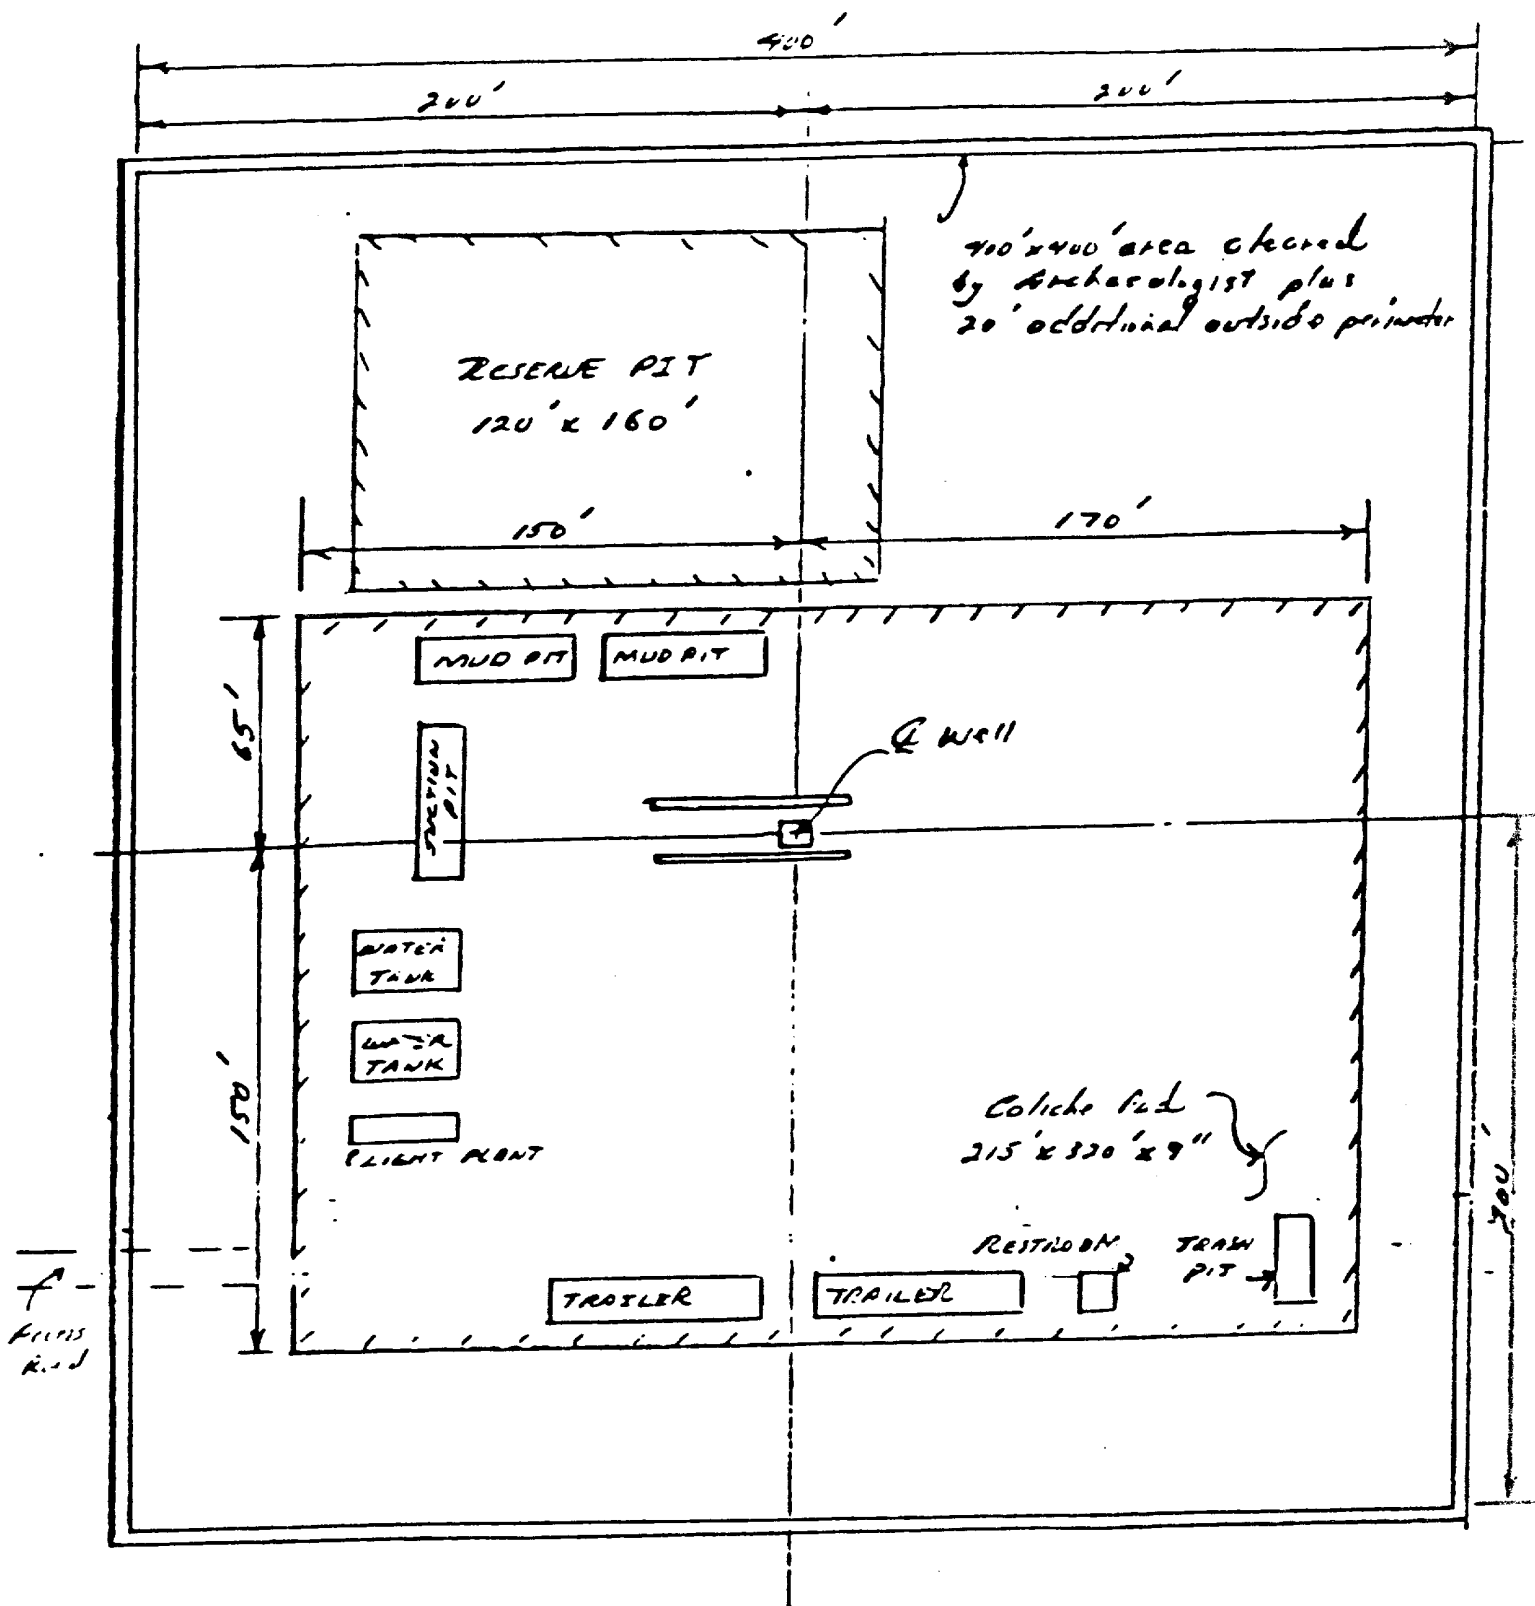 400'
200'
200'
400'x400' area cleared
by Archaeologist plus
20' additional outside perimeter
RESERVE PIT
120' x 160'
150'
170'
MUD PIT
MUD PIT
65'
SUCTION
PIT
℄ Well
WATER
TANK
WATER
TANK
150'
LIGHT PLANT
Caliche Pad
215' x 320' x 9"
200'
RESTROOM
TRASH
PIT
TRAILER
TRAILER
Access
Road